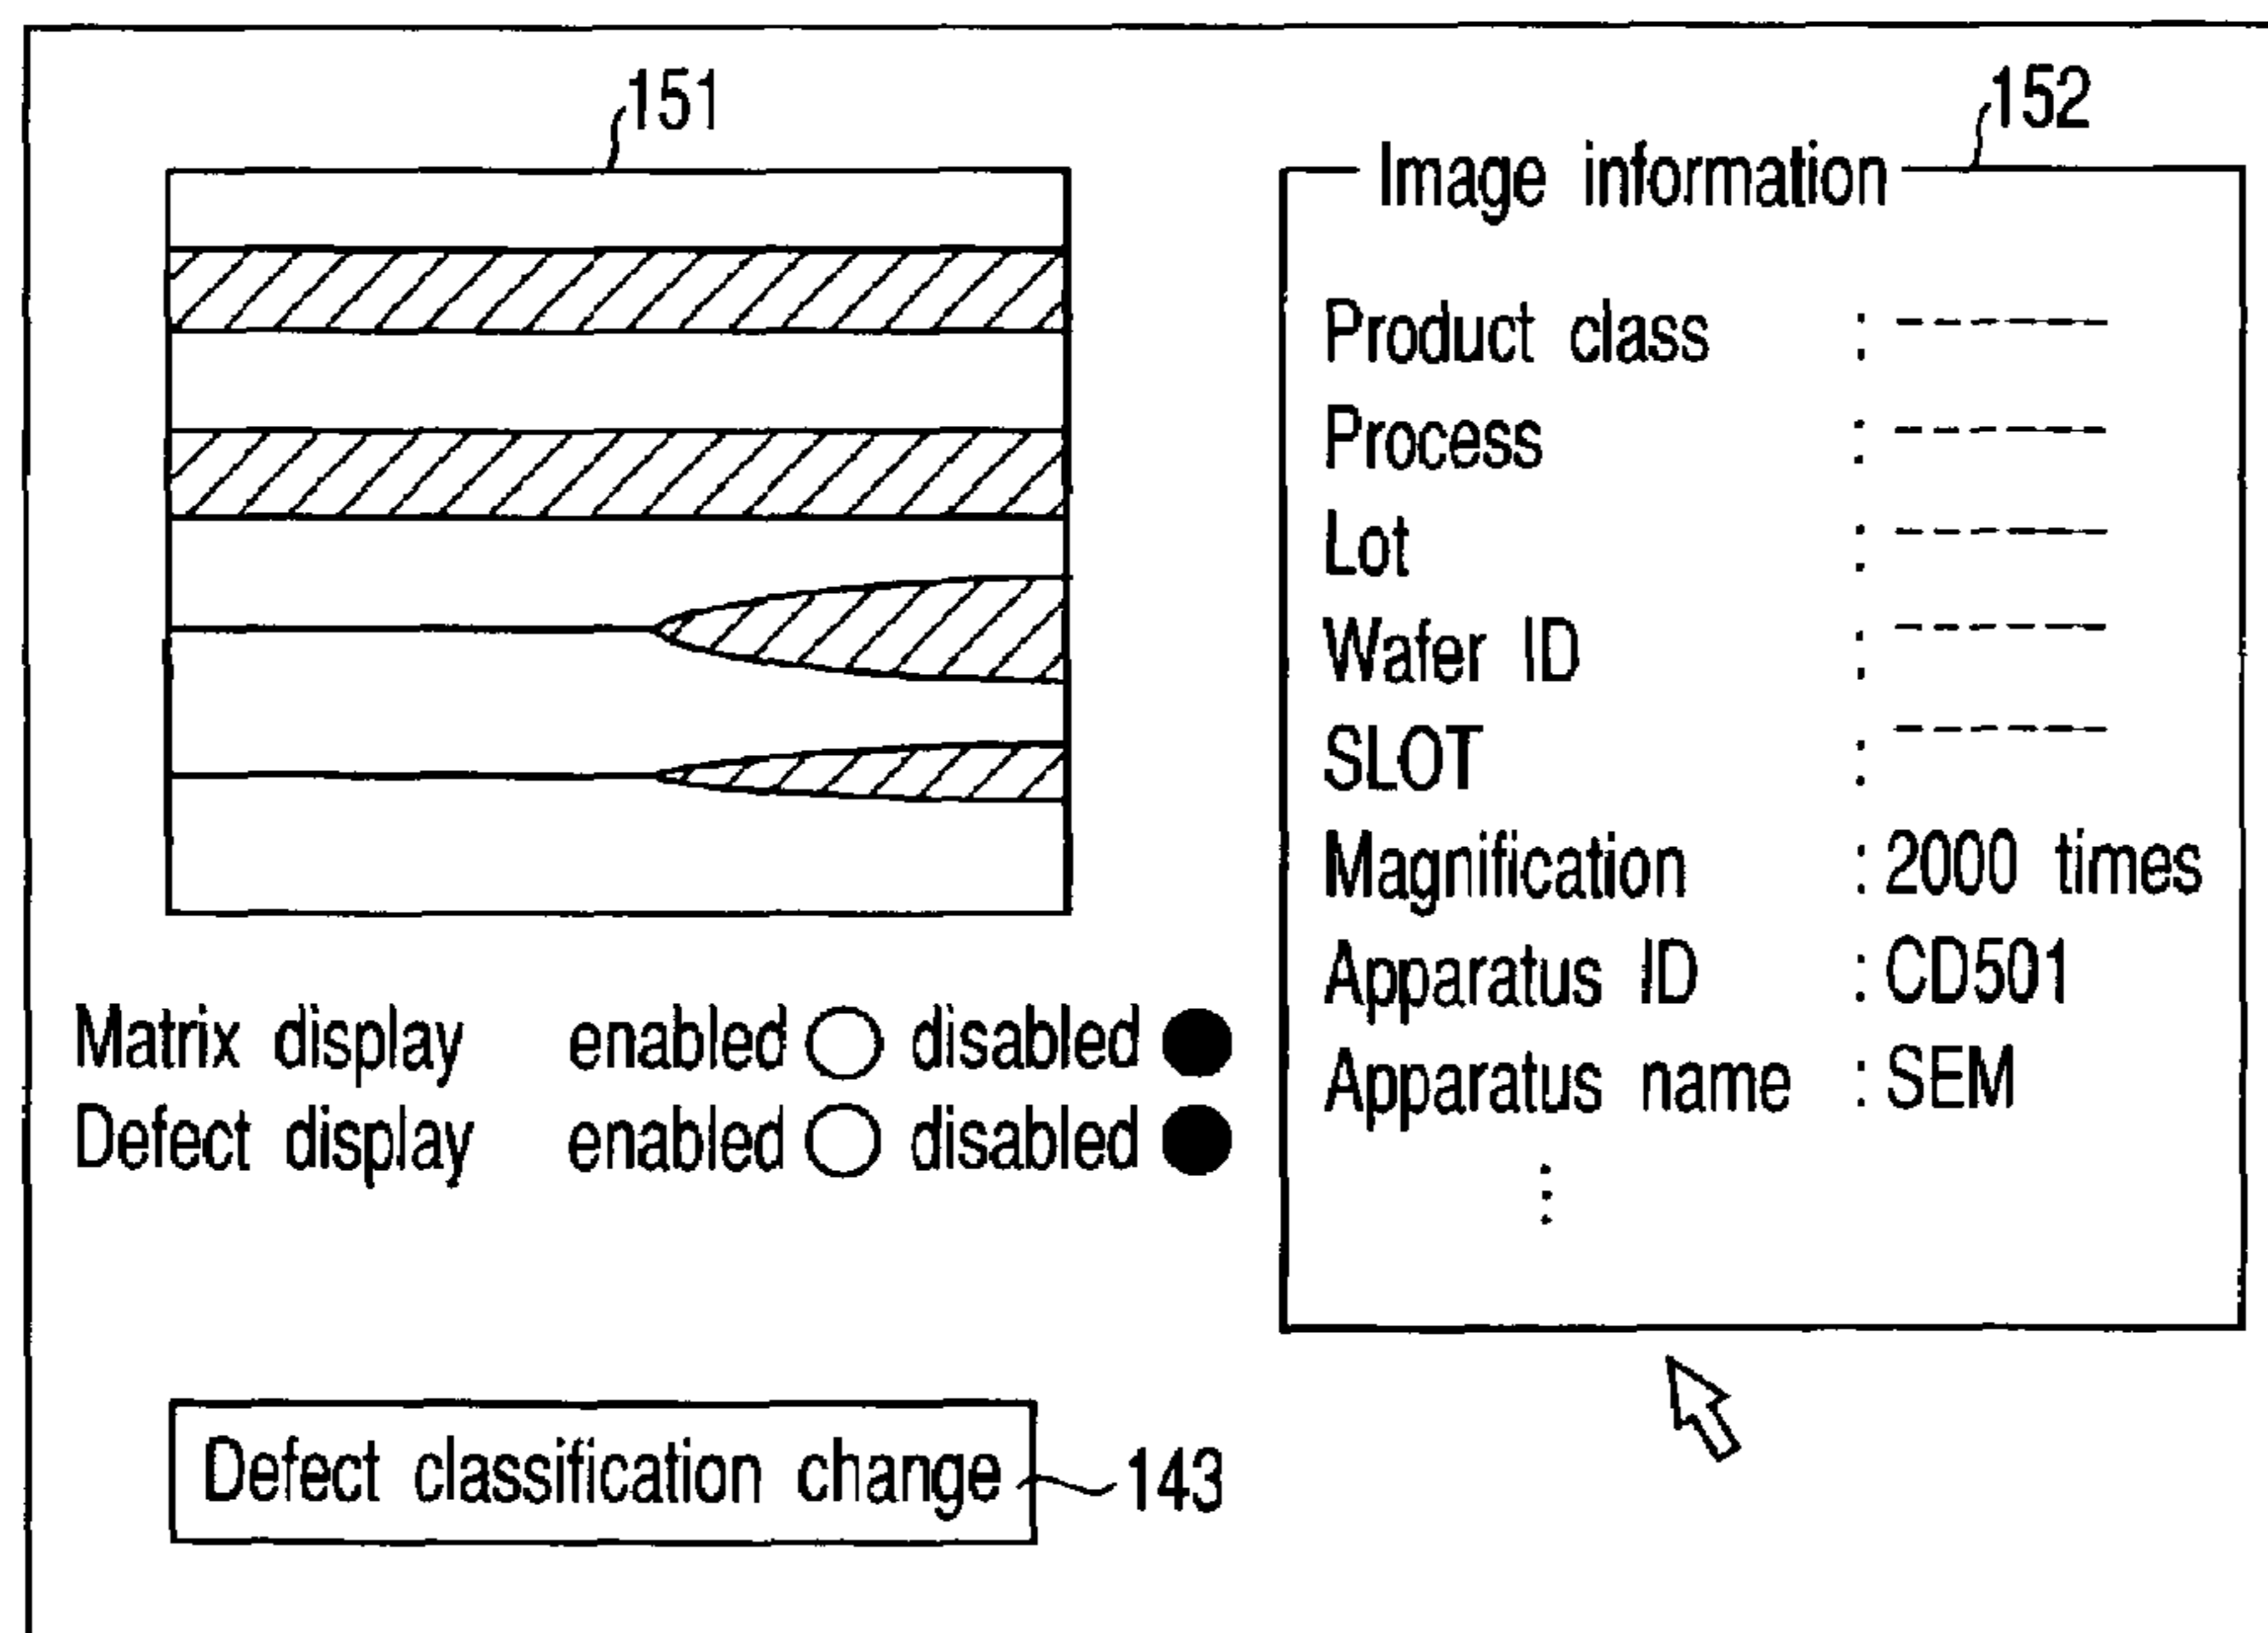 151
152
Image information
Product class : ------
Process : ------
Lot : ------
Wafer ID : ------
SLOT : ------
Magnification : 2000 times
Apparatus ID : CD501
Apparatus name : SEM
⋮
Matrix display enabled ○ disabled ●
Defect display enabled ○ disabled ●
Defect classification change
143